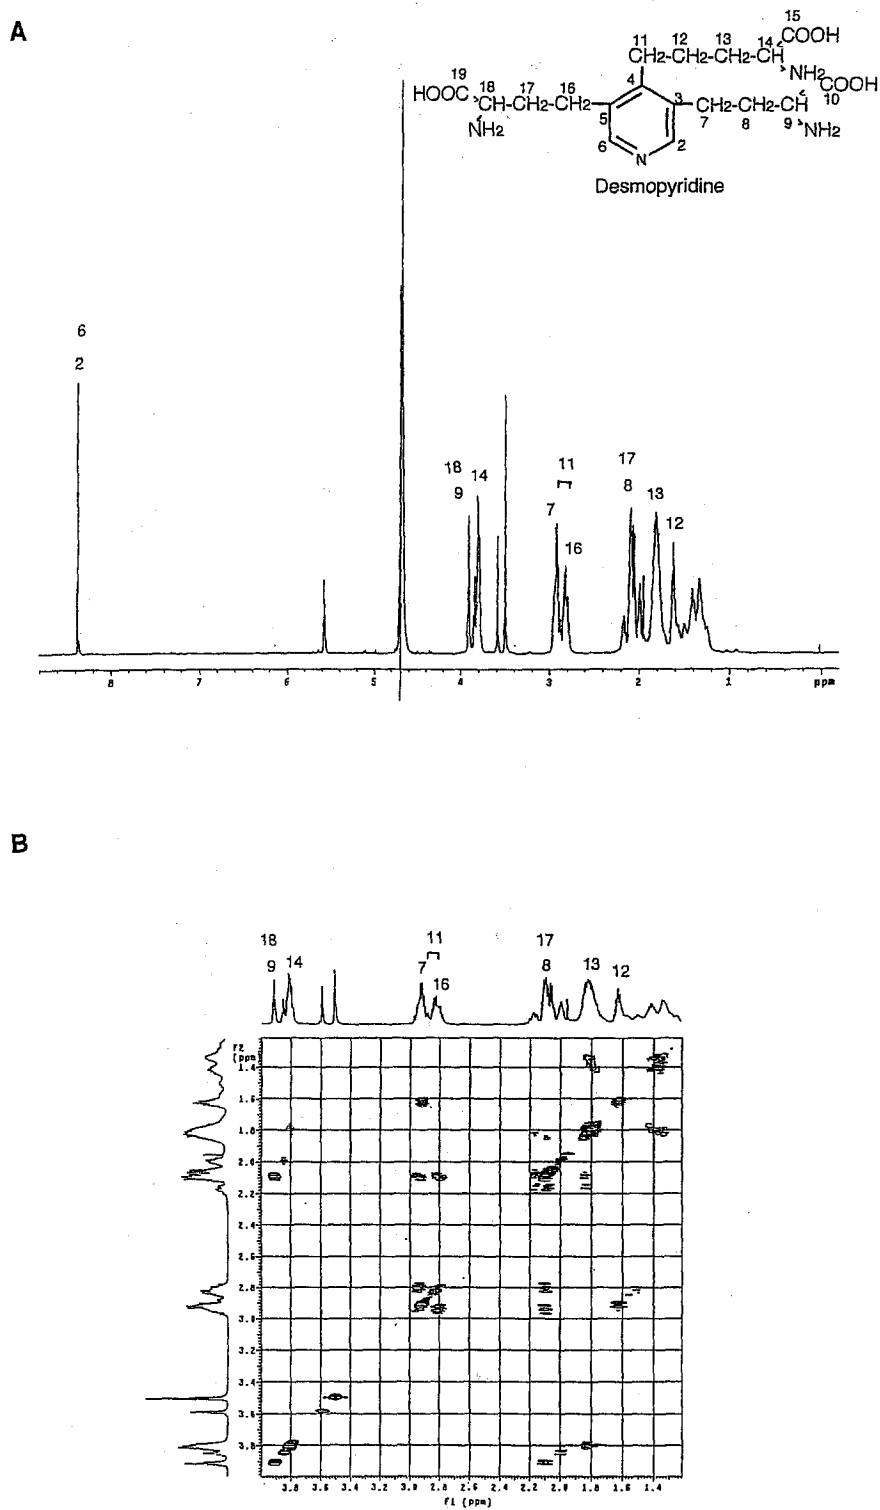 A
15
COOH
11 12 13 14
CH2-CH2-CH2-CH
NH2
COOH
10
19 18 17 16
HOOC CH-CH2-CH2
NH2
4
5 3
CH2-CH2-CH
7 8 9
NH2
6 2
N
Desmopyridine
6
2
18
9
14
11
7
16
17
8
13
12
8 7 6 5 4 3 2 1 ppm
B
18 11 17
9 14 7 16 8 13 12
F2
(ppm
1.4
1.6
1.8
2.0
2.2
2.4
2.6
2.8
3.0
3.2
3.4
3.6
3.8
3.8 3.6 3.4 3.2 3.0 2.8 2.6 2.4 2.2 2.0 1.8 1.6 1.4
F1 (ppm)